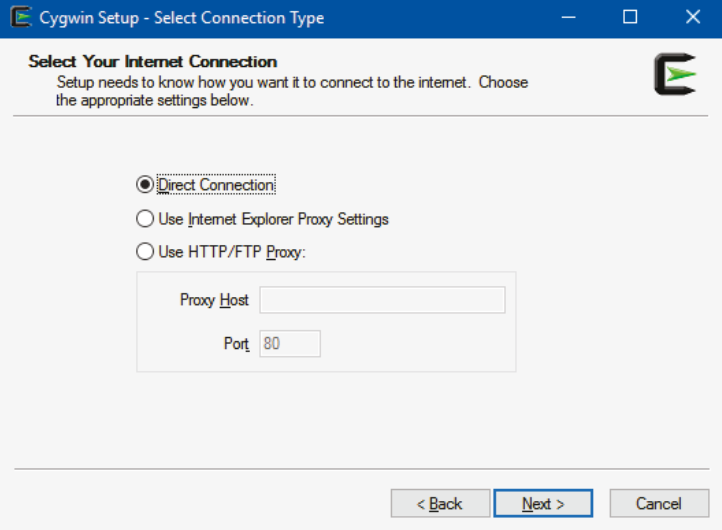 Cygwin Setup - Select Connection Type
Select Your Internet Connection
Setup needs to know how you want it to connect to the internet. Choose
the appropriate settings below.
Direct Connection
Use Internet Explorer Proxy Settings
Use HTTP/FTP Proxy:
Proxy Host
Port 80
< Back Next > Cancel